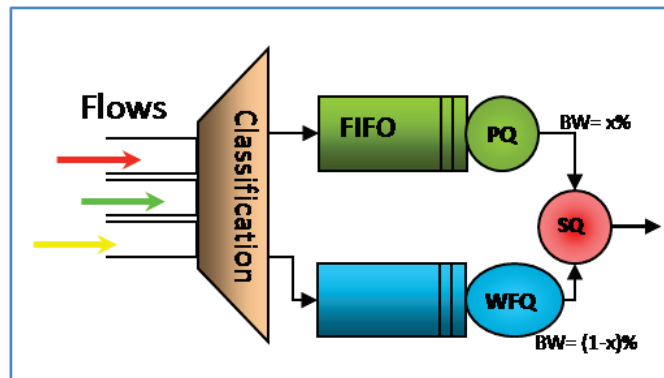 Flows
Classification
FIFO
PQ
BW= x%
SQ
WFQ
BW= (1-x)%